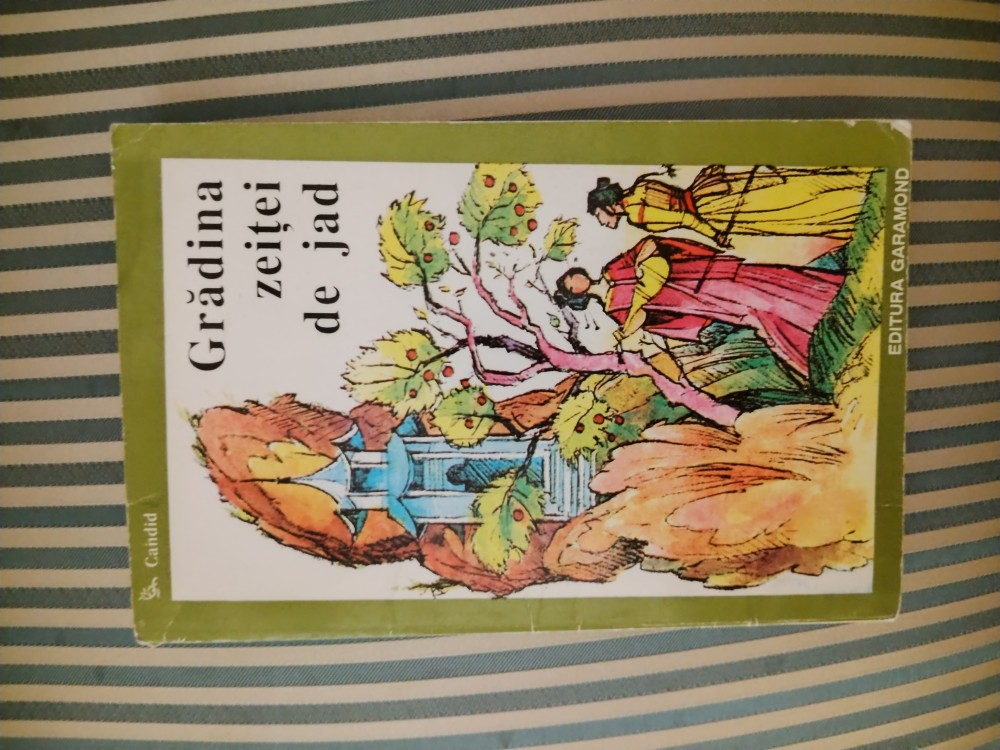 Candid
Grădina
zeiței
de jad
EDITURA GARAMOND